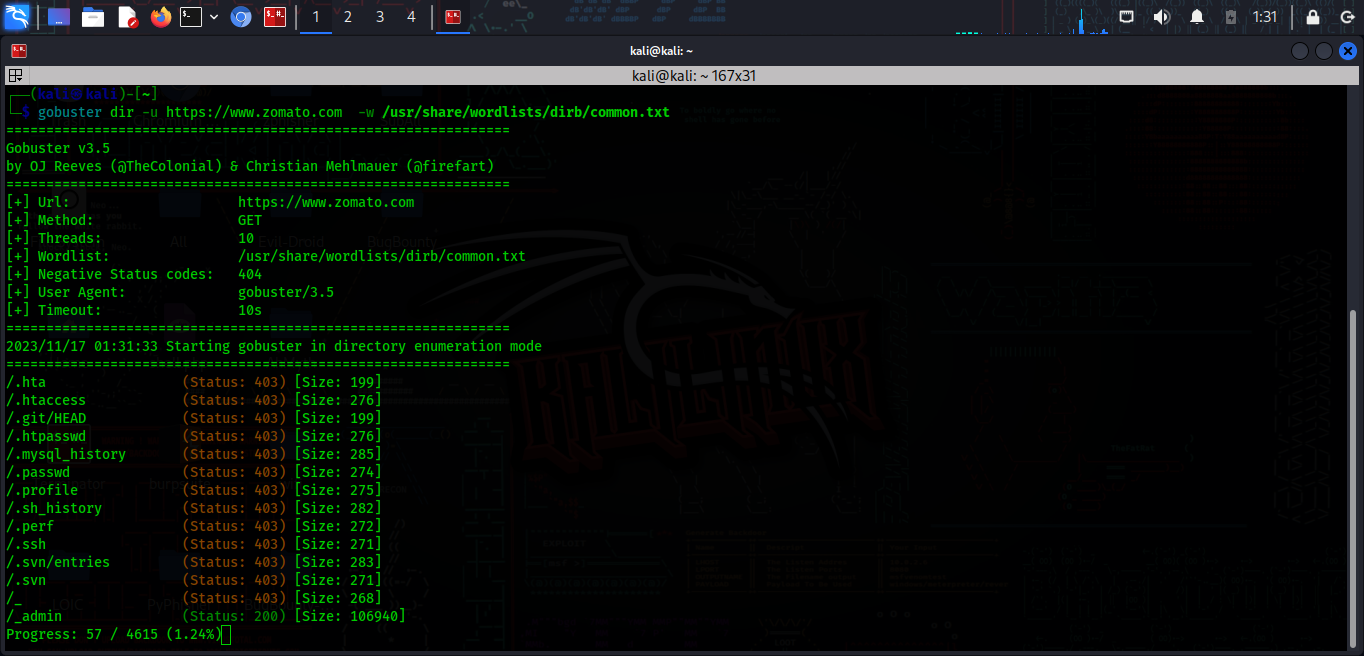 1 2 3 4 1:31
kali@kali: ~
kali@kali: ~ 167x31
┌──(kali㉿kali)-[~]
└─$ gobuster dir -u https://www.zomato.com  -w /usr/share/wordlists/dirb/common.txt
===============================================================
Gobuster v3.5
by OJ Reeves (@TheColonial) & Christian Mehlmauer (@firefart)
===============================================================
[+] Url:                     https://www.zomato.com
[+] Method:                  GET
[+] Threads:                 10
[+] Wordlist:                /usr/share/wordlists/dirb/common.txt
[+] Negative Status codes:   404
[+] User Agent:              gobuster/3.5
[+] Timeout:                 10s
===============================================================
2023/11/17 01:31:33 Starting gobuster in directory enumeration mode
===============================================================
/.hta                 (Status: 403) [Size: 199]
/.htaccess            (Status: 403) [Size: 276]
/.git/HEAD            (Status: 403) [Size: 199]
/.htpasswd            (Status: 403) [Size: 276]
/.mysql_history       (Status: 403) [Size: 285]
/.passwd              (Status: 403) [Size: 274]
/.profile             (Status: 403) [Size: 275]
/.sh_history          (Status: 403) [Size: 282]
/.perf                (Status: 403) [Size: 272]
/.ssh                 (Status: 403) [Size: 271]
/.svn/entries         (Status: 403) [Size: 283]
/.svn                 (Status: 403) [Size: 271]
/_                    (Status: 403) [Size: 268]
/_admin               (Status: 200) [Size: 106940]
Progress: 57 / 4615 (1.24%)
KALI LINUX